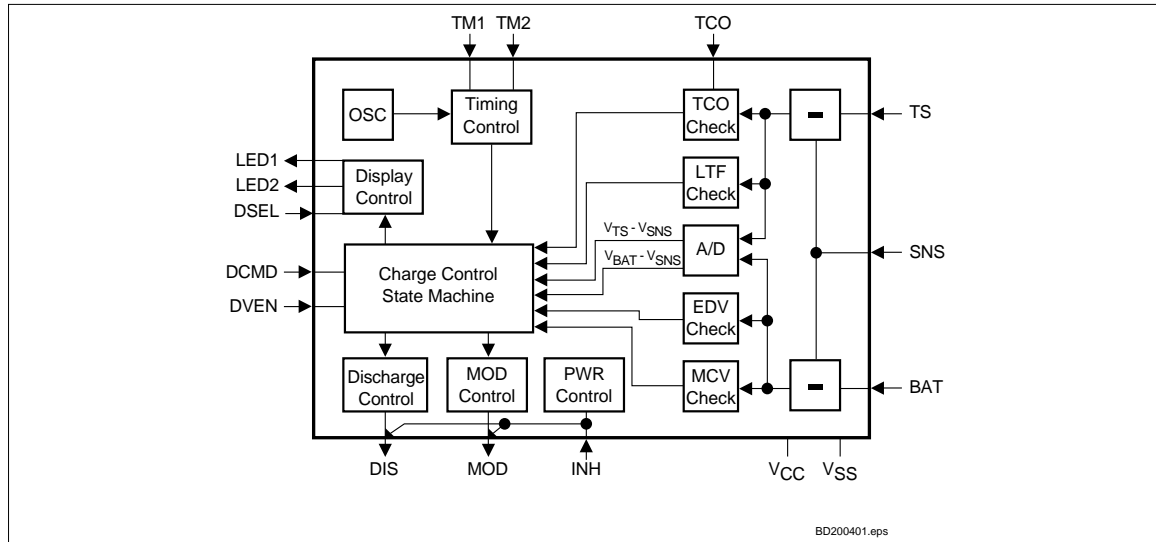 TM1 TM2 TCO
OSC
Timing
Control
TCO
Check
TS
LED1
LED2
DSEL
Display
Control
LTF
Check
VTS - VSNS
VBAT - VSNS
A/D
SNS
DCMD
DVEN
Charge Control
State Machine
EDV
Check
Discharge
Control
MOD
Control
PWR
Control
MCV
Check
BAT
DIS MOD INH VCC VSS
BD200401.eps